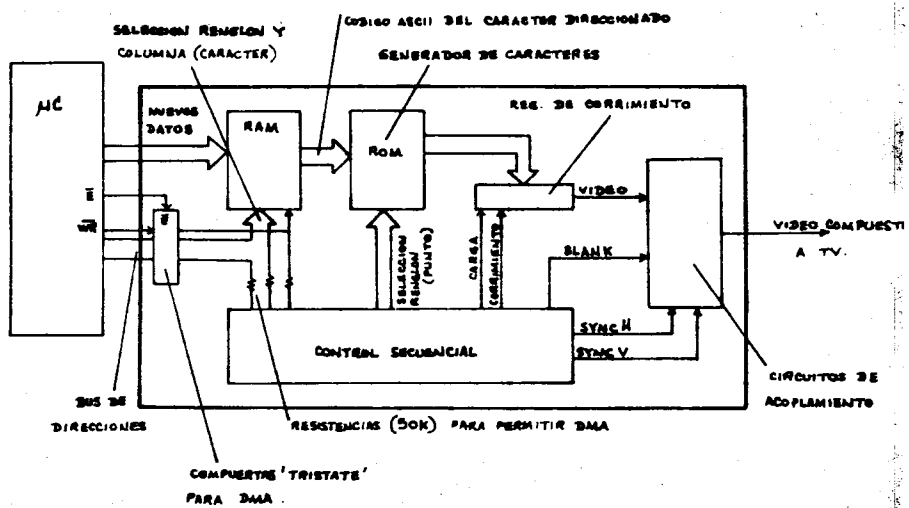 SELECCION RENGLON Y
COLUMNA (CARACTER)
CODIGO ASCII DEL CARACTER DIRECCIONADO
GENERADOR DE CARACTERES
REG. DE CORRIMIENTO
μC
NUEVOS
DATOS
RAM
ROM
VIDEO
VIDEO COMPUESTO
A TV.
BLANK
SELECCION
RENGLON
(PUNTO)
CARGA
CORRIMIENTO
SYNC H
SYNC V
CONTROL SECUENCIAL
CIRCUITOS DE
ACOPLAMIENTO
BUS DE
DIRECCIONES
RESISTENCIAS (50K) PARA PERMITIR DMA
COMPUERTAS 'TRISTATE'
PARA DMA.